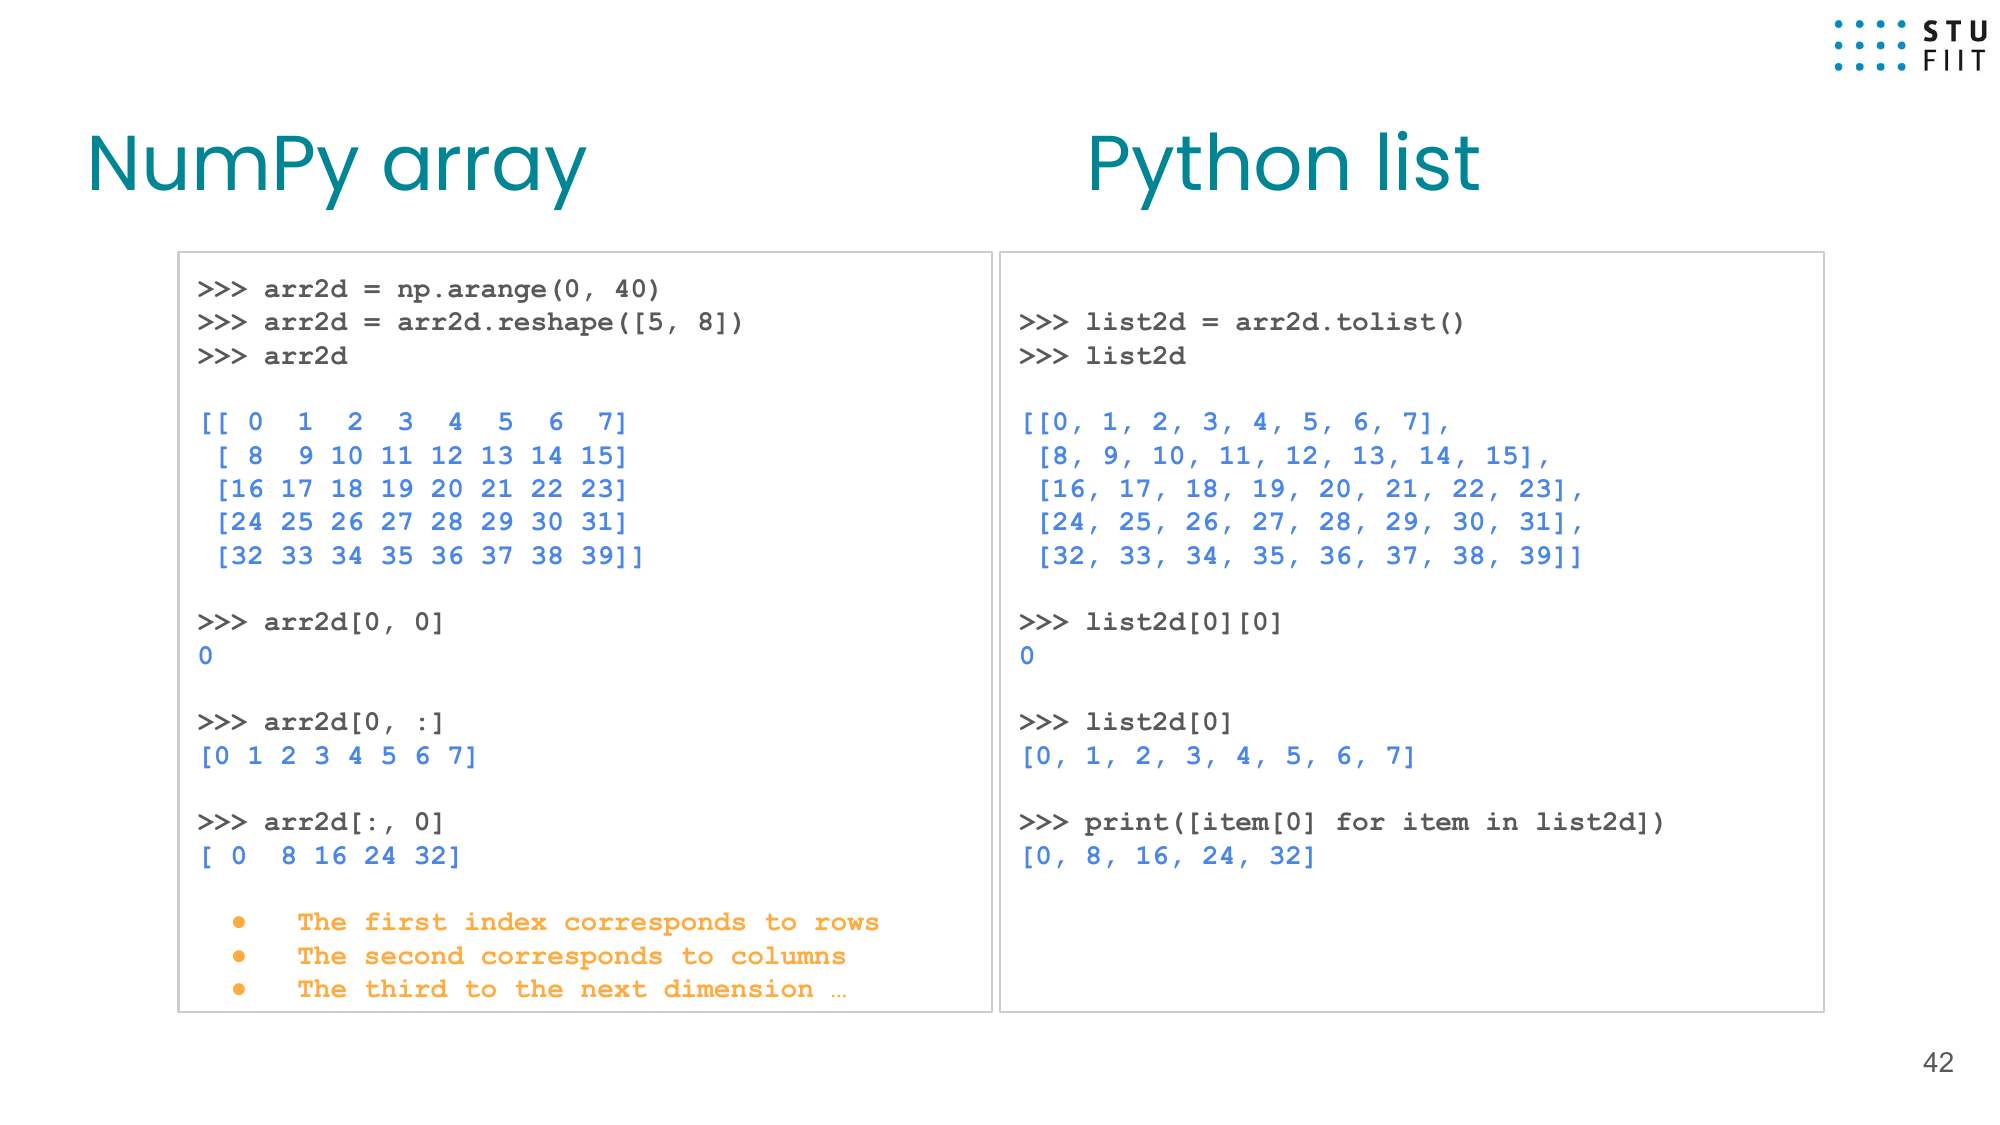 STU
FIIT
NumPy array
Python list
>>> arr2d = np.arange(0, 40)
>>> arr2d = arr2d.reshape([5, 8])
>>> arr2d
[[ 0  1  2  3  4  5  6  7]
 [ 8  9 10 11 12 13 14 15]
 [16 17 18 19 20 21 22 23]
 [24 25 26 27 28 29 30 31]
 [32 33 34 35 36 37 38 39]]
>>> arr2d[0, 0]
0
>>> arr2d[0, :]
[0 1 2 3 4 5 6 7]
>>> arr2d[:, 0]
[ 0  8 16 24 32]
● The first index corresponds to rows
● The second corresponds to columns
● The third to the next dimension …
>>> list2d = arr2d.tolist()
>>> list2d
[[0, 1, 2, 3, 4, 5, 6, 7],
 [8, 9, 10, 11, 12, 13, 14, 15],
 [16, 17, 18, 19, 20, 21, 22, 23],
 [24, 25, 26, 27, 28, 29, 30, 31],
 [32, 33, 34, 35, 36, 37, 38, 39]]
>>> list2d[0][0]
0
>>> list2d[0]
[0, 1, 2, 3, 4, 5, 6, 7]
>>> print([item[0] for item in list2d])
[0, 8, 16, 24, 32]
42